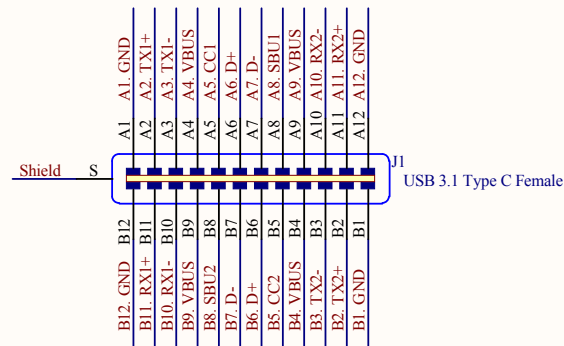 A1. GND
A2. TX1+
A3. TX1-
A4. VBUS
A5. CC1
A6. D+
A7. D-
A8. SBU1
A9. VBUS
A10. RX2-
A11. RX2+
A12. GND
A1
A2
A3
A4
A5
A6
A7
A8
A9
A10
A11
A12
J1
Shield S
USB 3.1 Type C Female
B12
B11
B10
B9
B8
B7
B6
B5
B4
B3
B2
B1
B12. GND
B11. RX1+
B10. RX1-
B9. VBUS
B8. SBU2
B7. D-
B6. D+
B5. CC2
B4. VBUS
B3. TX2-
B2. TX2+
B1. GND